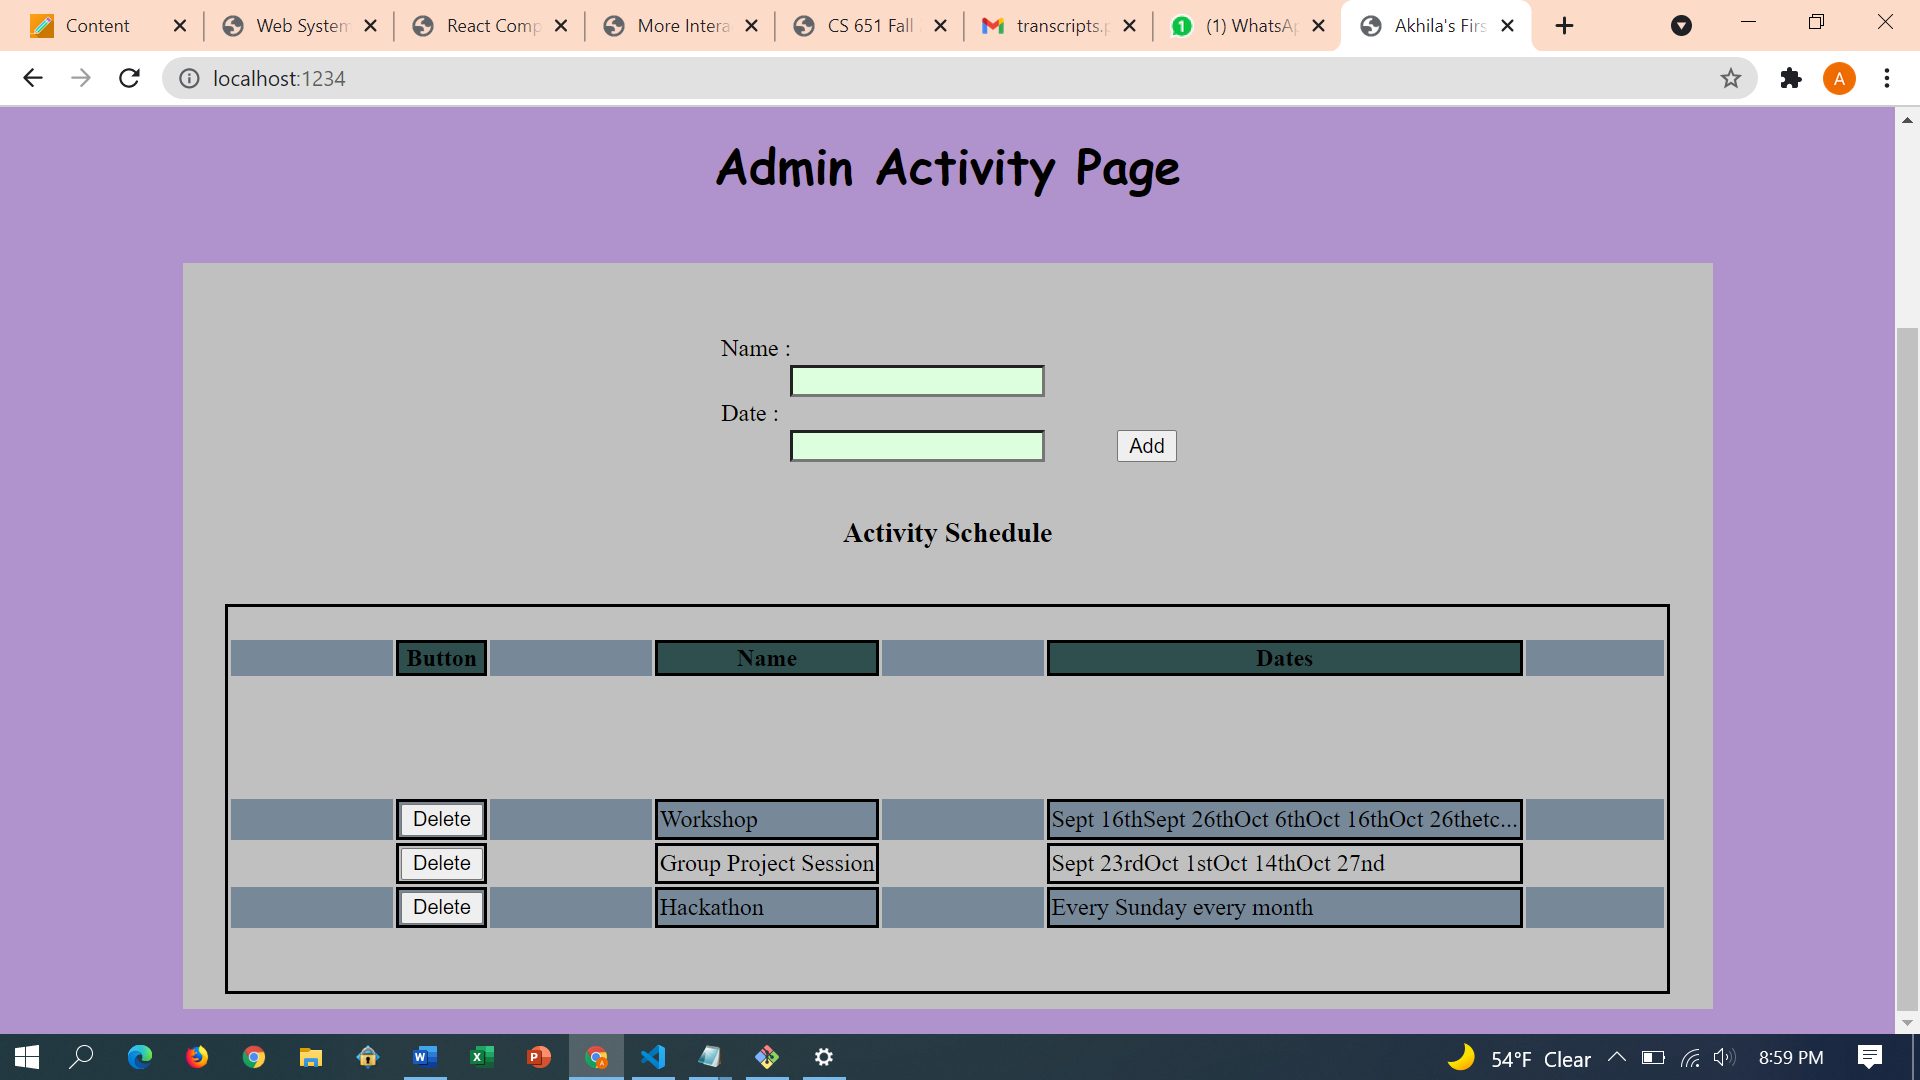 Content
Web System
React Comp
More Intera
CS 651 Fall
transcripts.p
(1) WhatsAp
Akhila's Firs
localhost:1234
A
Admin Activity Page
Name :
Date :
Add
Activity Schedule
Button Name Dates
Delete Workshop Sept 16thSept 26thOct 6thOct 16thOct 26thetc...
Delete Group Project Session Sept 23rdOct 1stOct 14thOct 27nd
Delete Hackathon Every Sunday every month
54°F Clear 8:59 PM